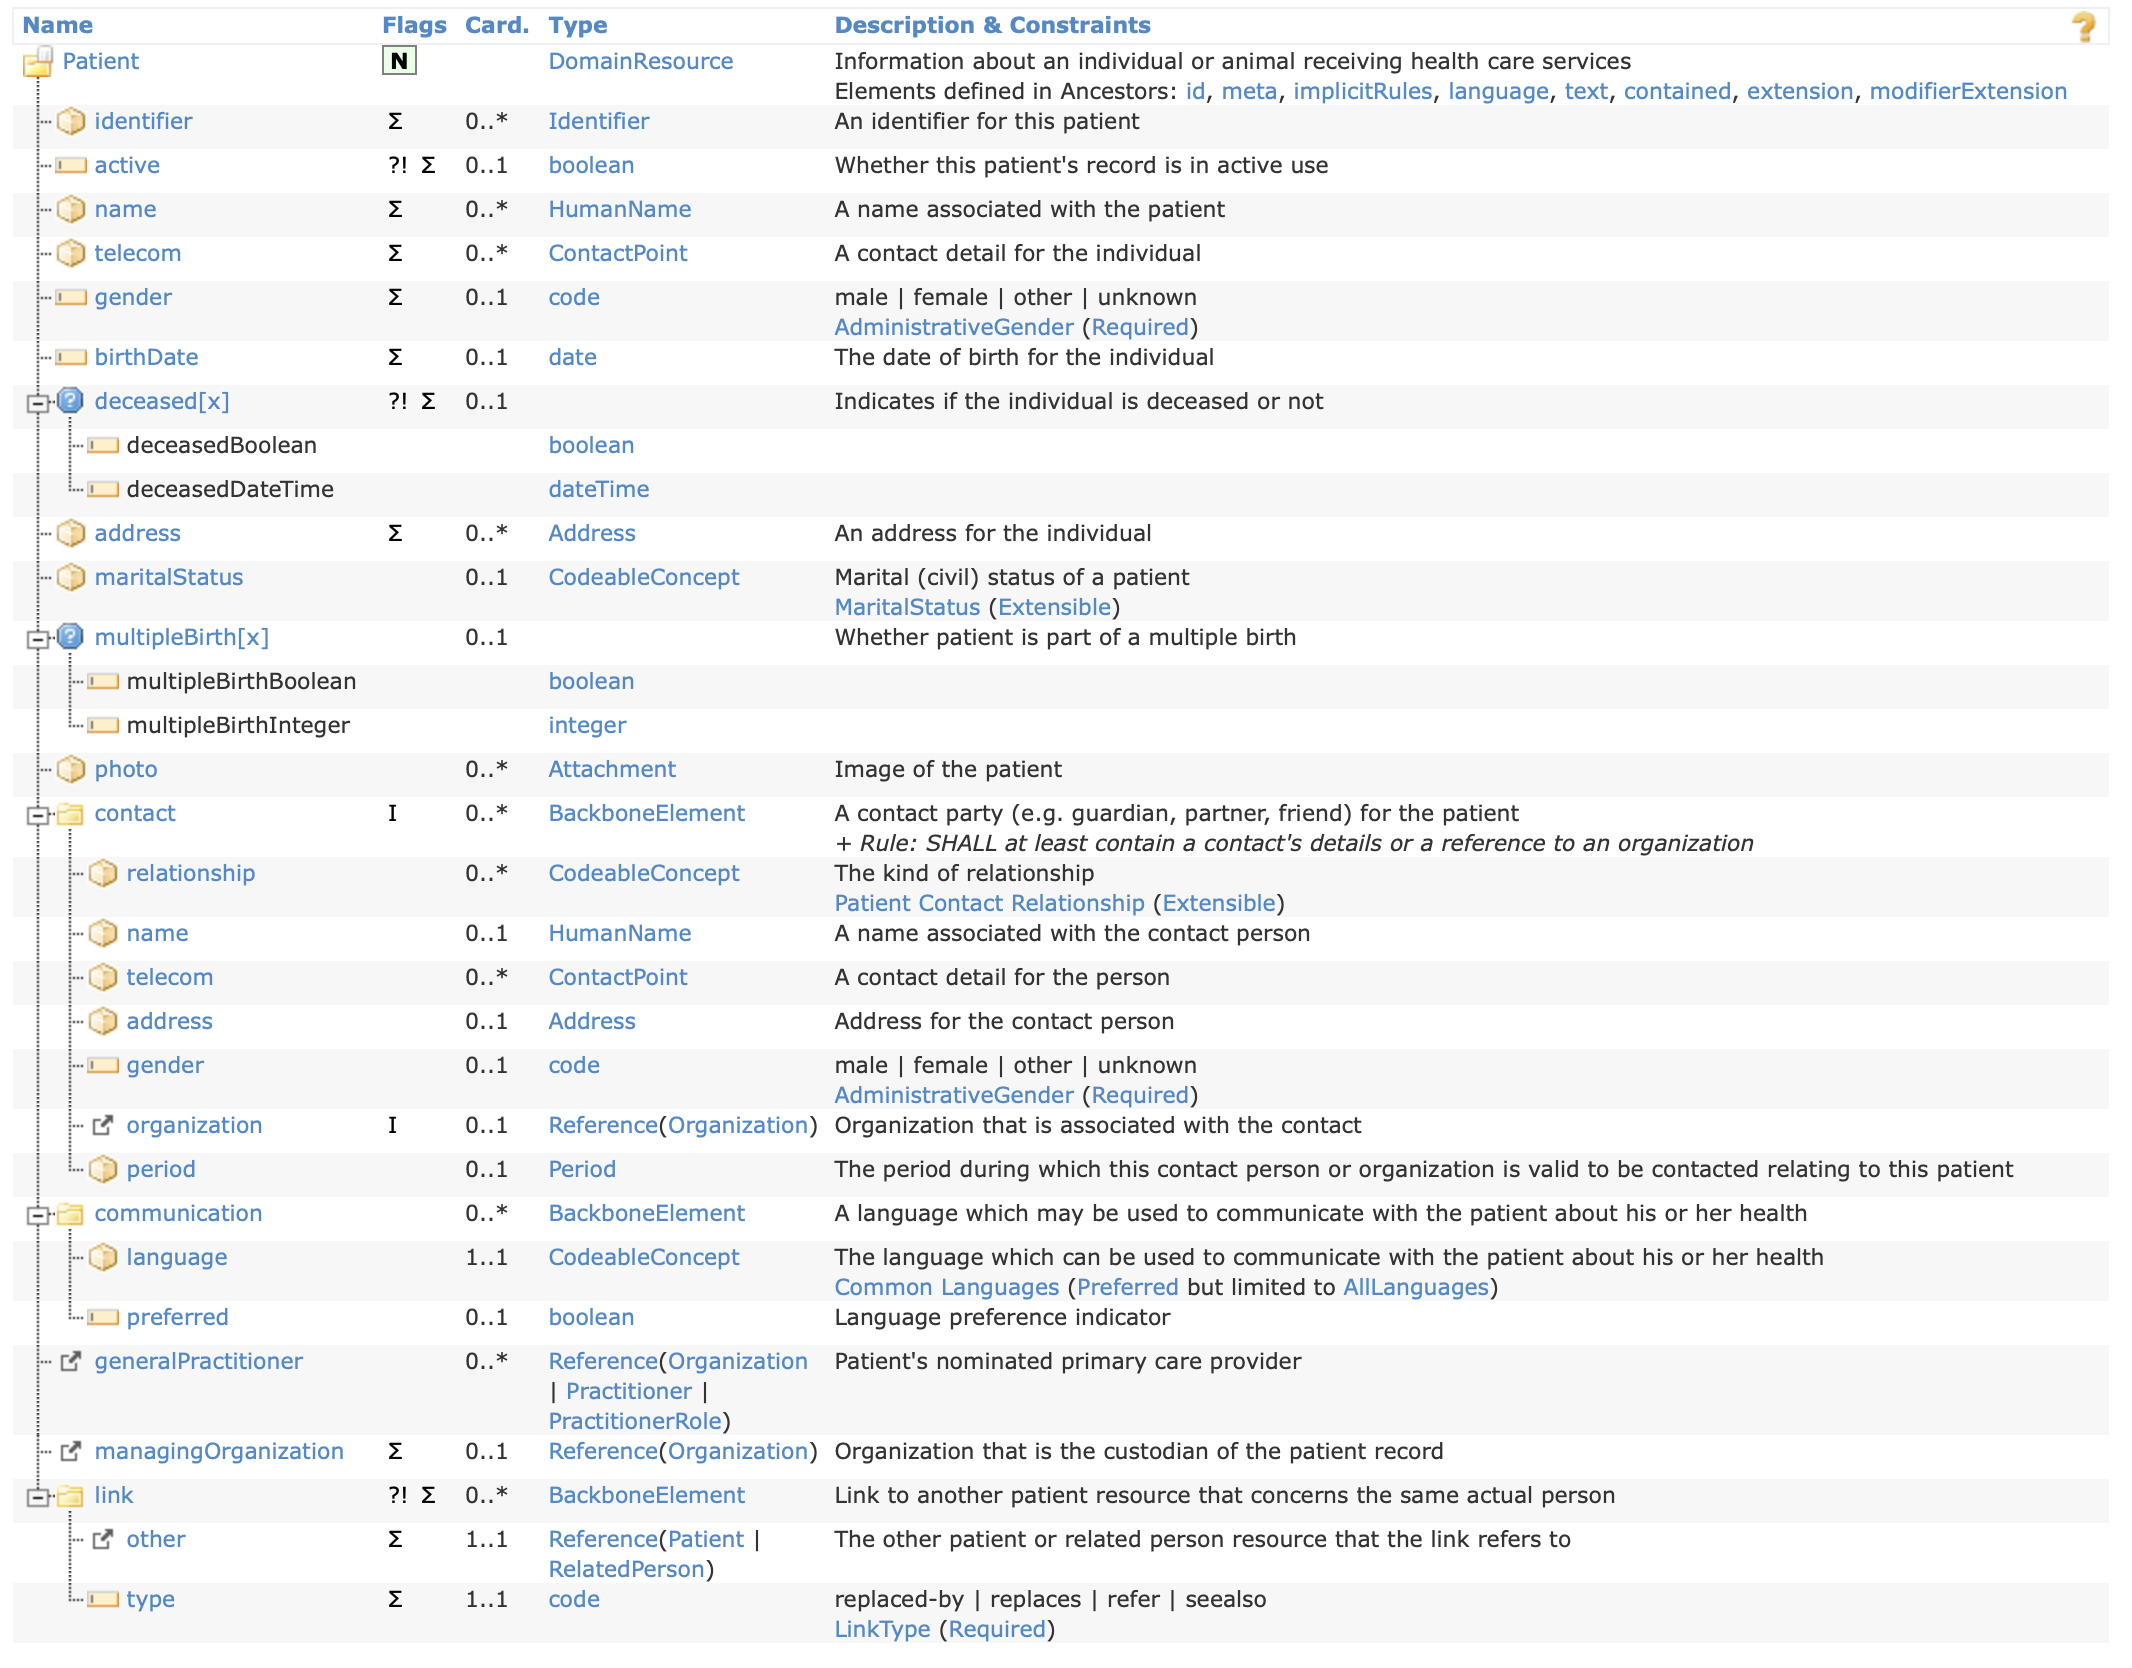 Name Flags Card. Type Description & Constraints
Patient N DomainResource Information about an individual or animal receiving health care services
Elements defined in Ancestors: id, meta, implicitRules, language, text, contained, extension, modifierExtension
identifier Σ 0..* Identifier An identifier for this patient
active ?! Σ 0..1 boolean Whether this patient's record is in active use
name Σ 0..* HumanName A name associated with the patient
telecom Σ 0..* ContactPoint A contact detail for the individual
gender Σ 0..1 code male | female | other | unknown
AdministrativeGender (Required)
birthDate Σ 0..1 date The date of birth for the individual
deceased[x] ?! Σ 0..1 Indicates if the individual is deceased or not
deceasedBoolean boolean
deceasedDateTime dateTime
address Σ 0..* Address An address for the individual
maritalStatus 0..1 CodeableConcept Marital (civil) status of a patient
MaritalStatus (Extensible)
multipleBirth[x] 0..1 Whether patient is part of a multiple birth
multipleBirthBoolean boolean
multipleBirthInteger integer
photo 0..* Attachment Image of the patient
contact I 0..* BackboneElement A contact party (e.g. guardian, partner, friend) for the patient
+ Rule: SHALL at least contain a contact's details or a reference to an organization
relationship 0..* CodeableConcept The kind of relationship
Patient Contact Relationship (Extensible)
name 0..1 HumanName A name associated with the contact person
telecom 0..* ContactPoint A contact detail for the person
address 0..1 Address Address for the contact person
gender 0..1 code male | female | other | unknown
AdministrativeGender (Required)
organization I 0..1 Reference(Organization) Organization that is associated with the contact
period 0..1 Period The period during which this contact person or organization is valid to be contacted relating to this patient
communication 0..* BackboneElement A language which may be used to communicate with the patient about his or her health
language 1..1 CodeableConcept The language which can be used to communicate with the patient about his or her health
Common Languages (Preferred but limited to AllLanguages)
preferred 0..1 boolean Language preference indicator
generalPractitioner 0..* Reference(Organization Patient's nominated primary care provider
| Practitioner |
PractitionerRole)
managingOrganization Σ 0..1 Reference(Organization) Organization that is the custodian of the patient record
link ?! Σ 0..* BackboneElement Link to another patient resource that concerns the same actual person
other Σ 1..1 Reference(Patient | The other patient or related person resource that the link refers to
RelatedPerson)
type Σ 1..1 code replaced-by | replaces | refer | seealso
LinkType (Required)